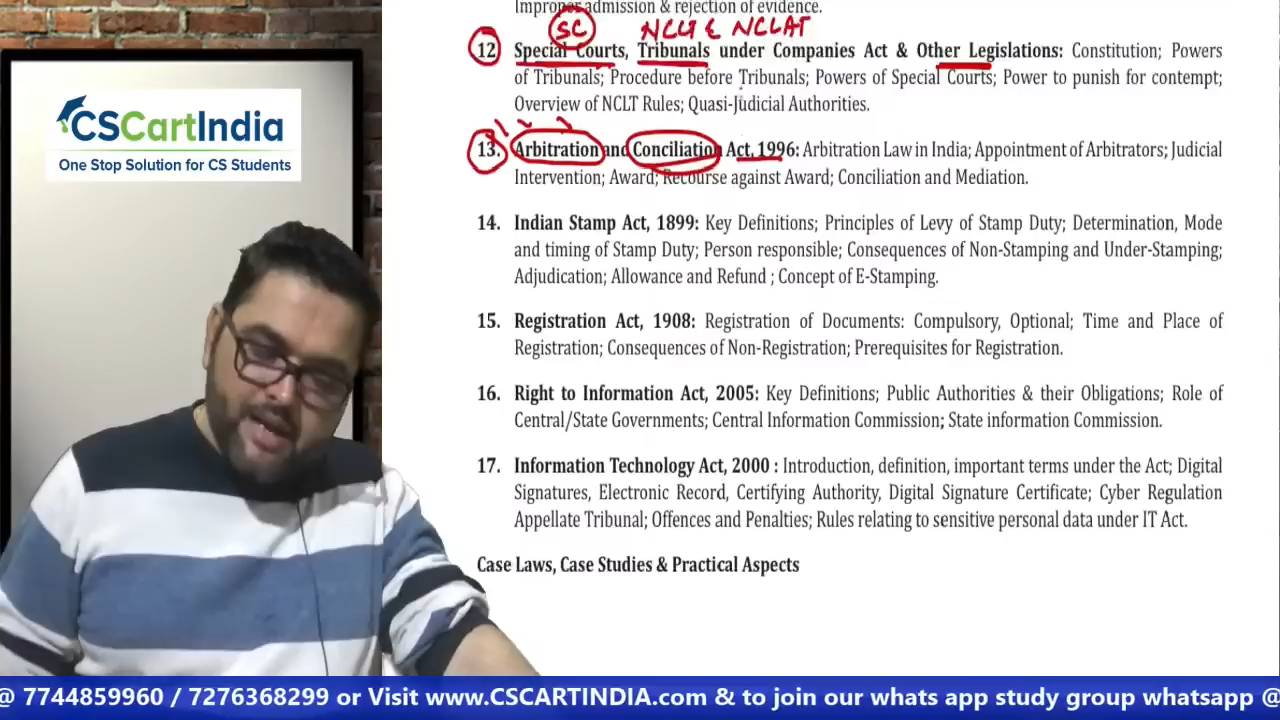 Improper admission & rejection of evidence.
SC NCLT & NCLAT
12 Special Courts, Tribunals under Companies Act & Other Legislations: Constitution; Powers
of Tribunals; Procedure before Tribunals; Powers of Special Courts; Power to punish for contempt;
Overview of NCLT Rules; Quasi-Judicial Authorities.
13. Arbitration and Conciliation Act, 1996: Arbitration Law in India; Appointment of Arbitrators; Judicial
Intervention; Award; Recourse against Award; Conciliation and Mediation.
14. Indian Stamp Act, 1899: Key Definitions; Principles of Levy of Stamp Duty; Determination, Mode
and timing of Stamp Duty; Person responsible; Consequences of Non-Stamping and Under-Stamping;
Adjudication; Allowance and Refund ; Concept of E-Stamping.
15. Registration Act, 1908: Registration of Documents: Compulsory, Optional; Time and Place of
Registration; Consequences of Non-Registration; Prerequisites for Registration.
16. Right to Information Act, 2005: Key Definitions; Public Authorities & their Obligations; Role of
Central/State Governments; Central Information Commission; State information Commission.
17. Information Technology Act, 2000 : Introduction, definition, important terms under the Act; Digital
Signatures, Electronic Record, Certifying Authority, Digital Signature Certificate; Cyber Regulation
Appellate Tribunal; Offences and Penalties; Rules relating to sensitive personal data under IT Act.
Case Laws, Case Studies & Practical Aspects
CSCartIndia
One Stop Solution for CS Students
@ 7744859960 / 7276368299 or Visit www.CSCARTINDIA.com & to join our whats app study group whatsapp @